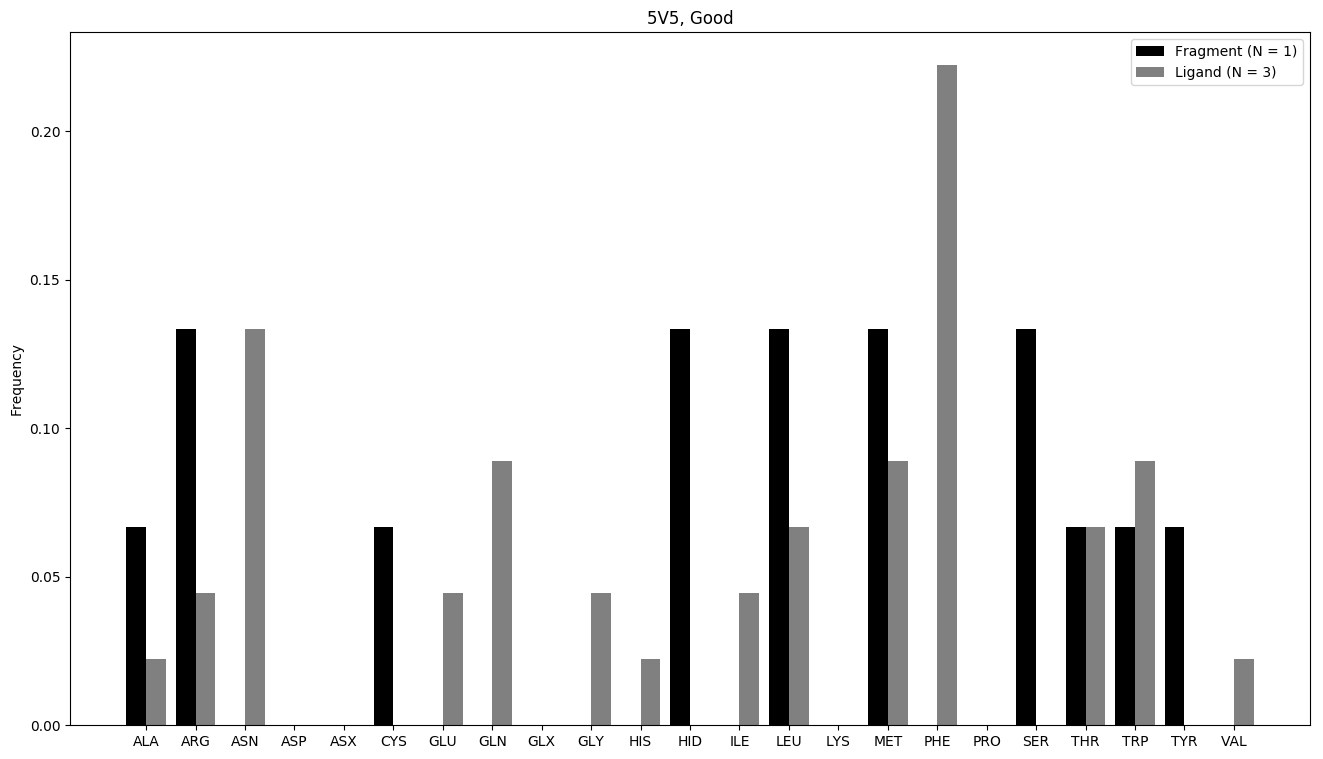 5V5, Good
Fragment (N = 1)
Ligand (N = 3)
Frequency
0.20
0.15
0.10
0.05
0.00
ALA ARG ASN ASP ASX CYS GLU GLN GLX GLY HIS HID ILE LEU LYS MET PHE PRO SER THR TRP TYR VAL